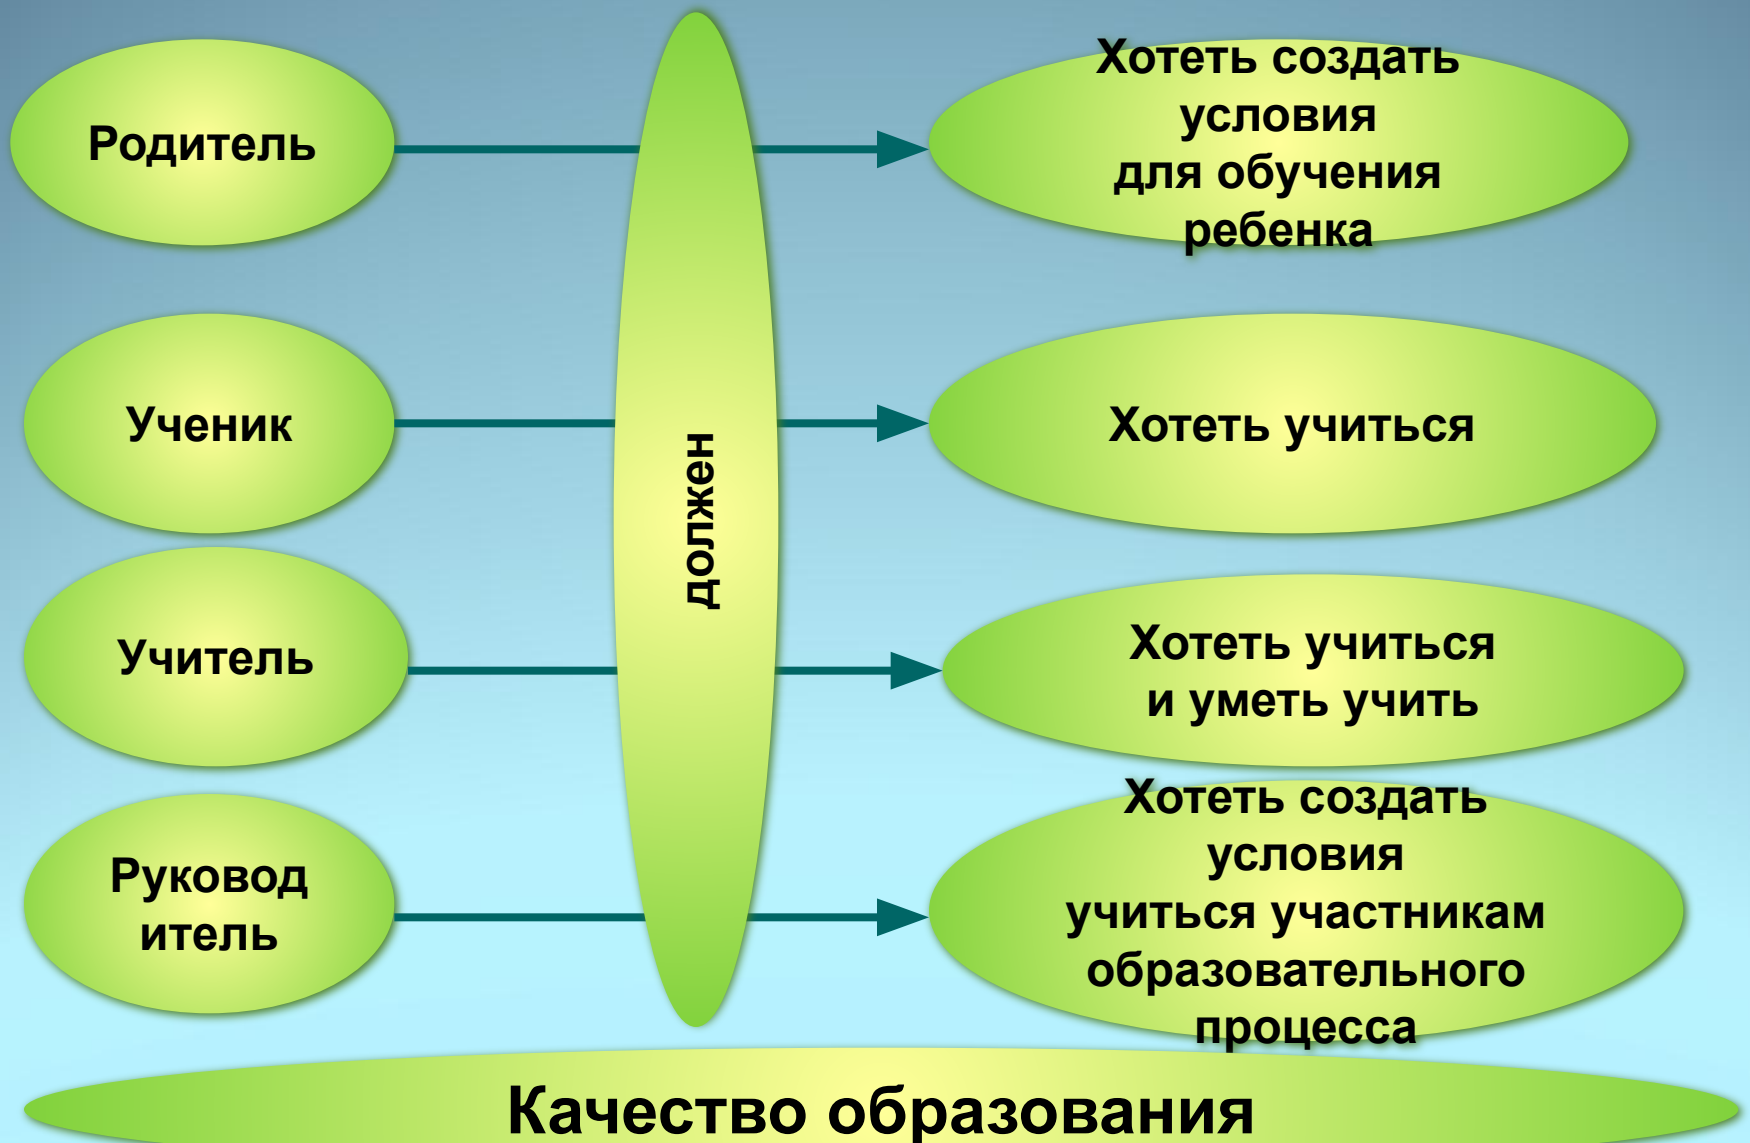 Родитель
Хотеть создать
условия
для обучения
ребенка
Ученик
должен
Хотеть учиться
Учитель
Хотеть учиться
и уметь учить
Руковод
итель
Хотеть создать
условия
учиться участникам
образовательного
процесса
Качество образования